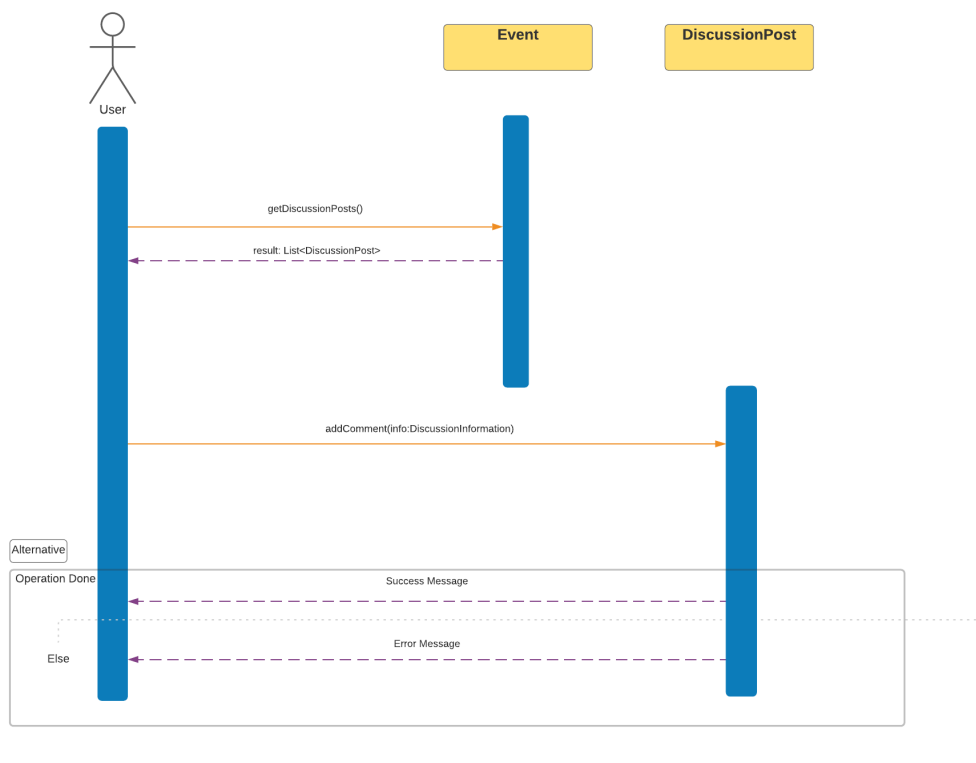 Event
DiscussionPost
User
getDiscussionPosts()
result: List<DiscussionPost>
addComment(info:DiscussionInformation)
Alternative
Operation Done
Success Message
Error Message
Else